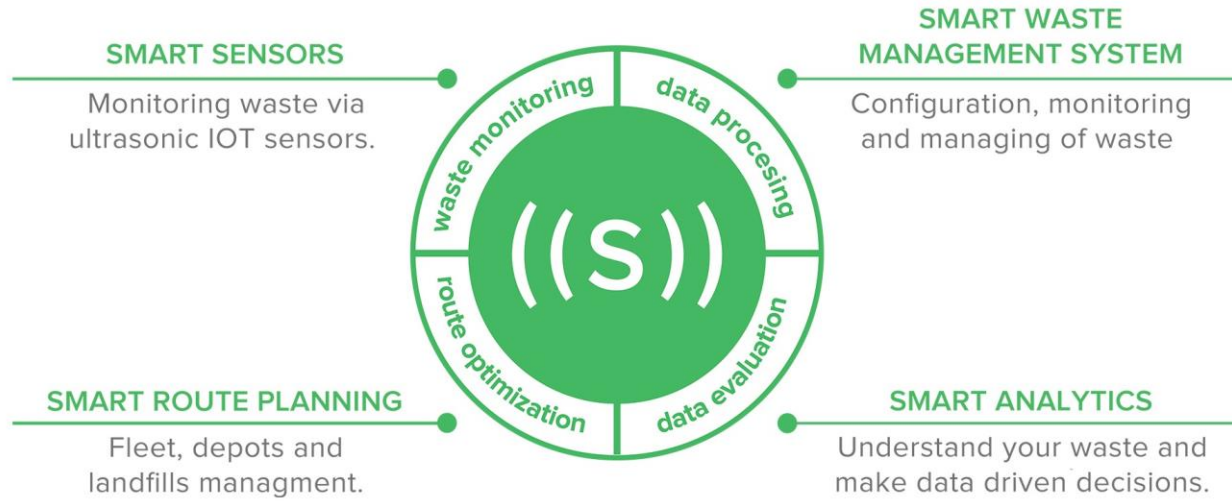 SMART SENSORS
Monitoring waste via
ultrasonic IOT sensors.
SMART WASTE
MANAGEMENT SYSTEM
Configuration, monitoring
and managing of waste
waste monitoring
data procesing
((S))
route optimization
data evaluation
SMART ROUTE PLANNING
Fleet, depots and
landfills managment.
SMART ANALYTICS
Understand your waste and
make data driven decisions.